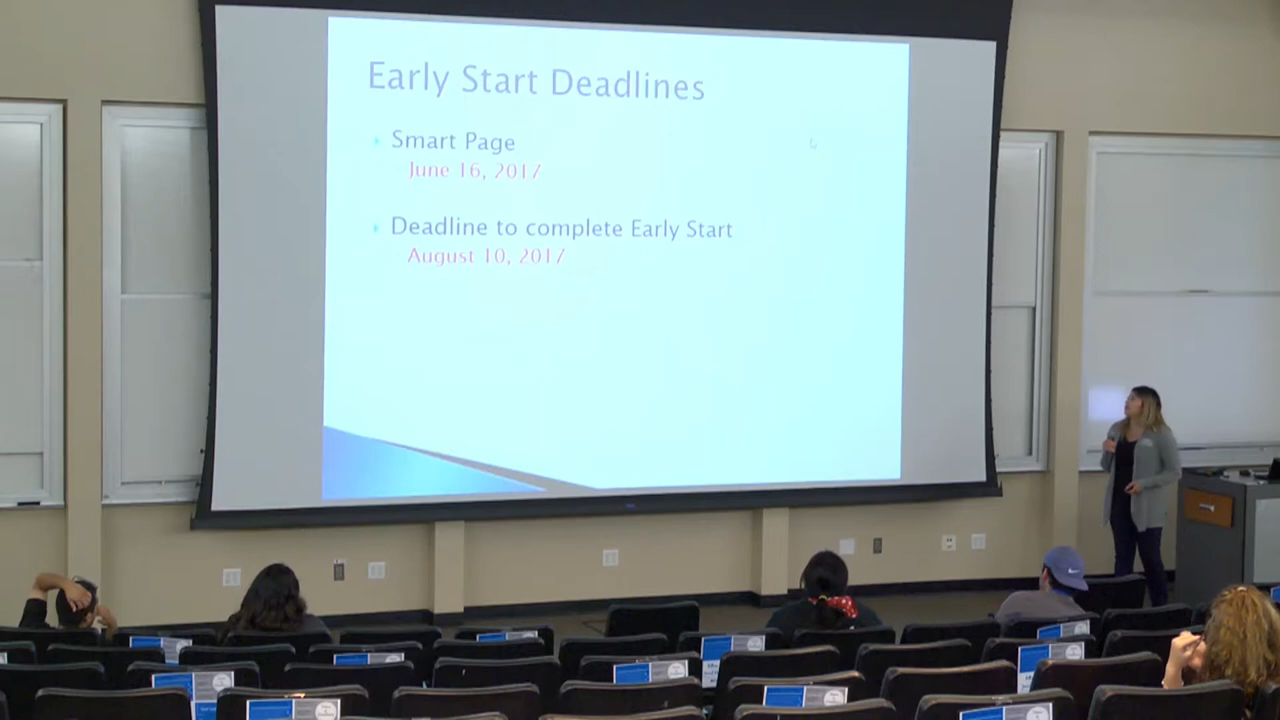 Early Start Deadlines
Smart Page
June 16, 2017
Deadline to complete Early Start
August 10, 2017